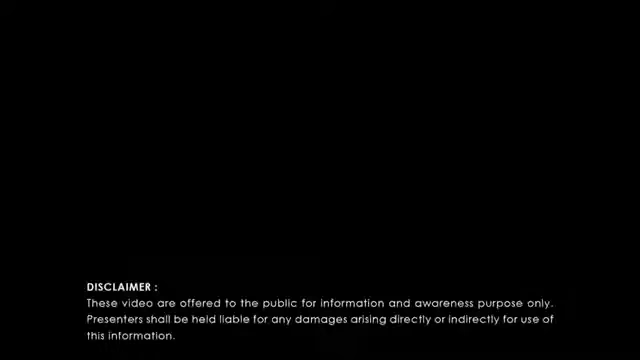 DISCLAIMER :
These video are offered to the public for information and awareness purpose only.
Presenters shall be held liable for any damages arising directly or indirectly for use of
this information.